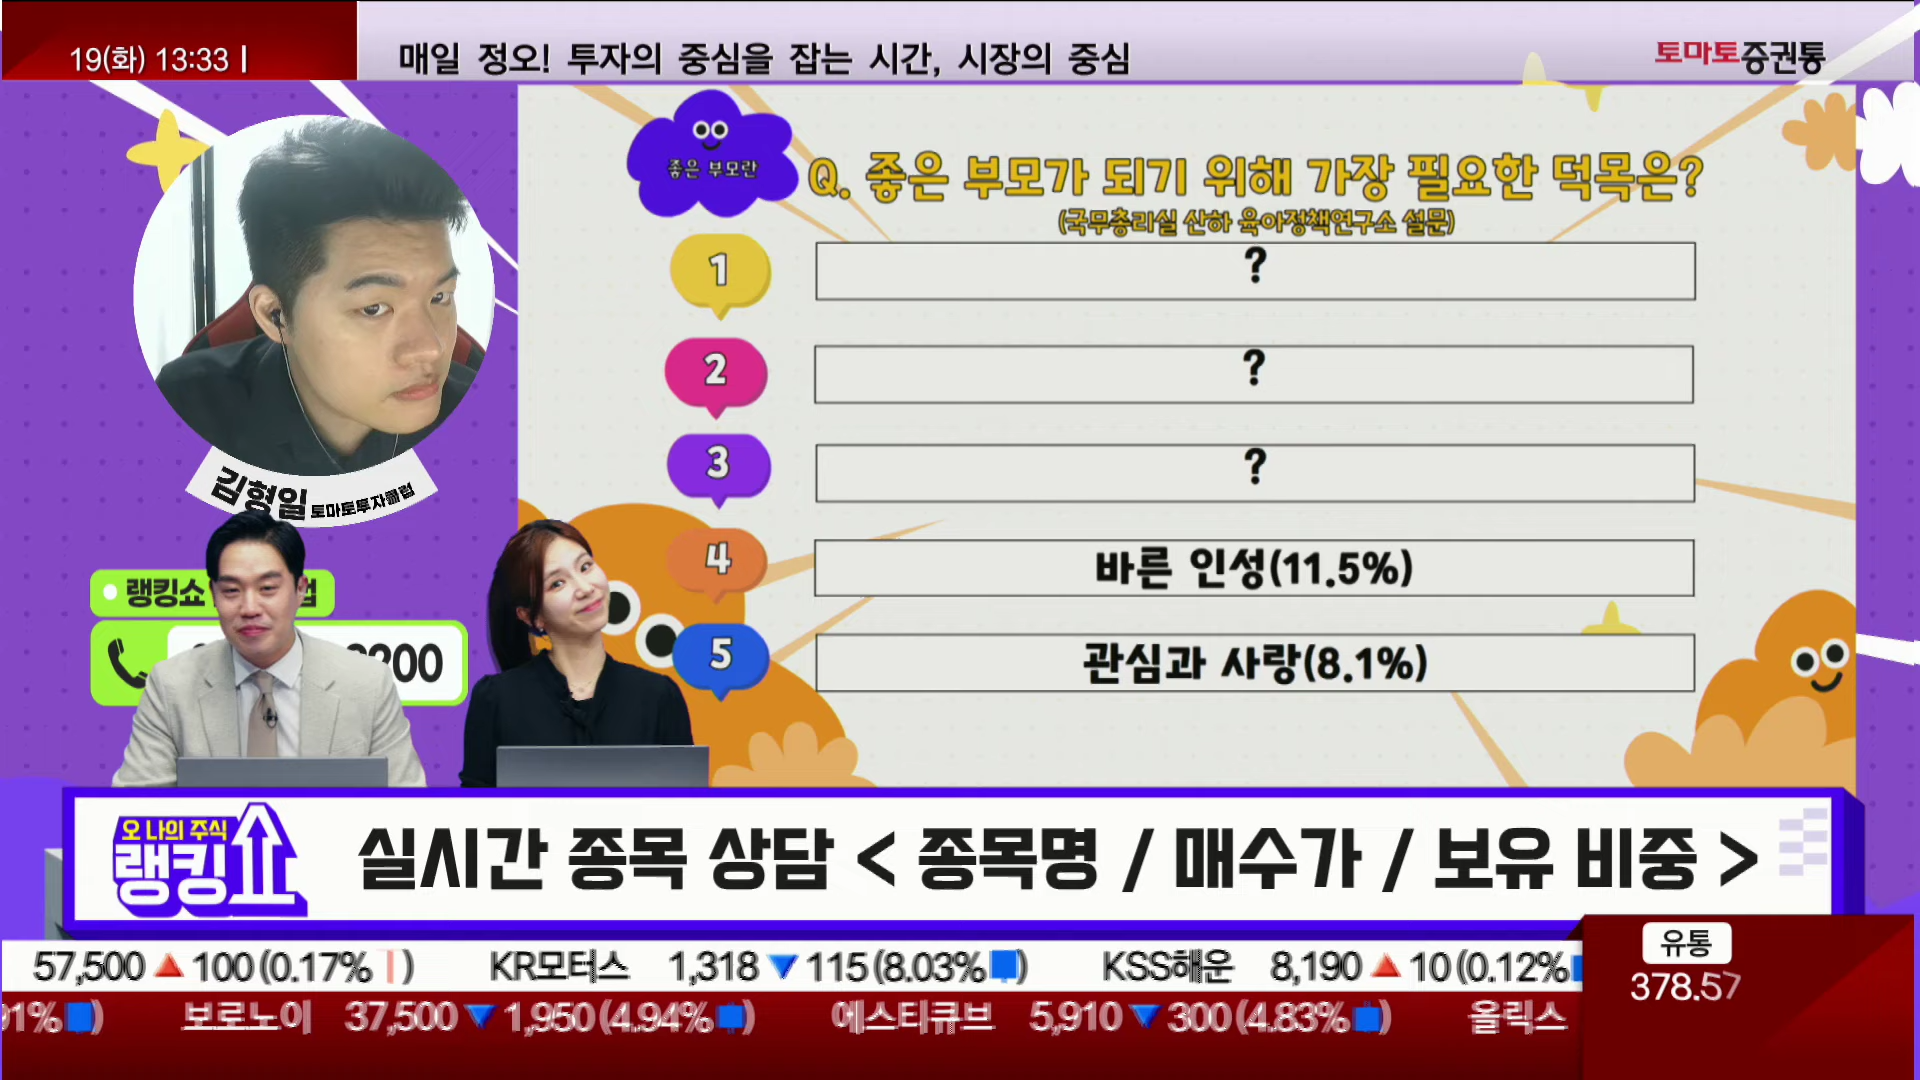 19(화) 13:33
매일 정오! 투자의 중심을 잡는 시간, 시장의 중심
토마토증권통
좋은 부모란
Q. 좋은 부모가 되기 위해 가장 필요한 덕목은?
(국무총리실 산하 육아정책연구소 설문)
1 ?
2 ?
3 ?
4 바른 인성(11.5%)
5 관심과 사랑(8.1%)
김형일 토마토투자클럽
랭킹쇼
200
오 나의 주식
랭킹쇼
실시간 종목 상담 < 종목명 / 매수가 / 보유 비중 >
57,500 ▲ 100(0.17%) KR모터스 1,318 ▼ 115(8.03%) KSS해운 8,190 ▲ 10(0.12%
91%) 보로노이 37,500 ▼ 1,950(4.94%) 에스티큐브 5,910 ▼ 300(4.83%) 올릭스
유통
378.57